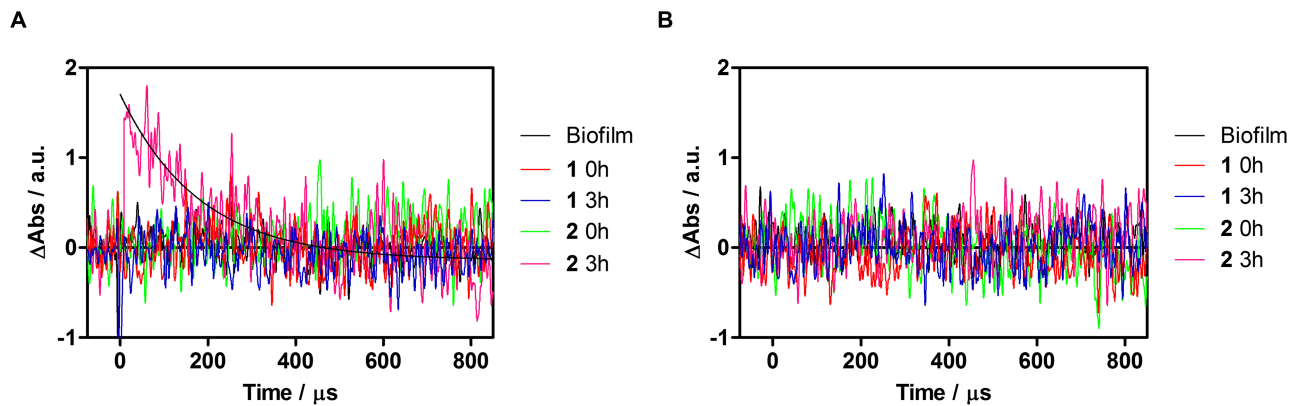 A
2
1
0
-1
ΔAbs / a.u.
0 200 400 600 800
Time / μs
Biofilm
1 0h
1 3h
2 0h
2 3h
B
2
1
0
-1
ΔAbs / a.u.
0 200 400 600 800
Time / μs
Biofilm
1 0h
1 3h
2 0h
2 3h